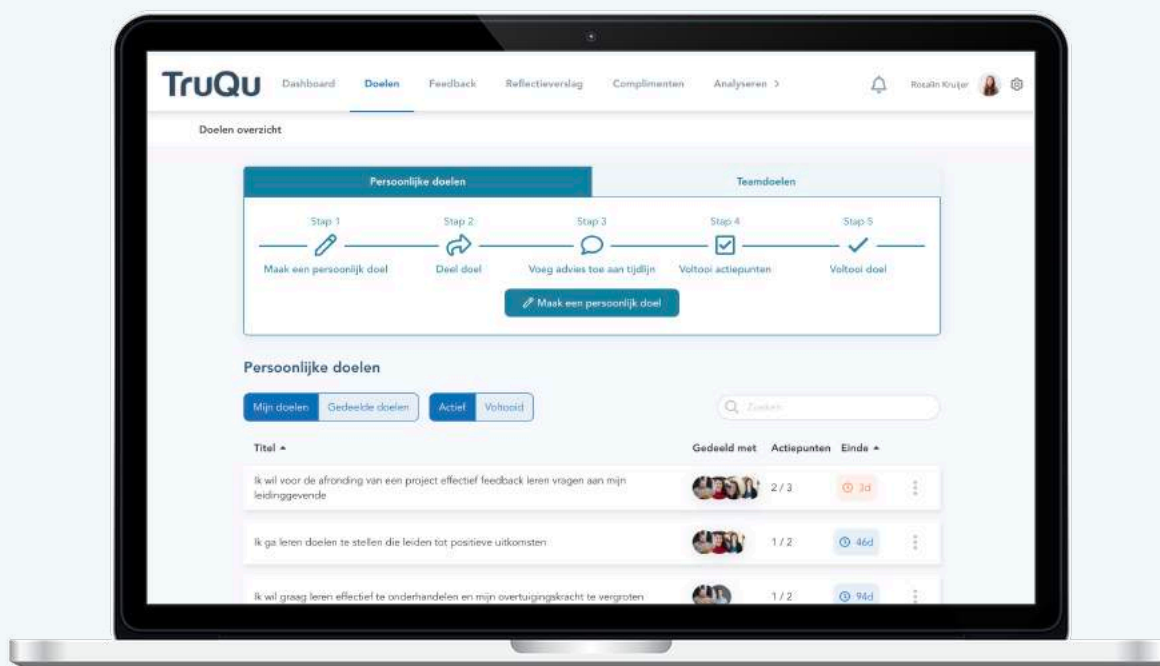 TruQu
Dashboard Doelen Feedback Reflectieverslag Complimenten Analyseren > Rosalin Kruijer
Doelen overzicht
Persoonlijke doelen Teamdoelen
Stap 1 Stap 2 Stap 3 Stap 4 Stap 5
Maak een persoonlijk doel Deel doel Voeg advies toe aan tijdlijn Voltooi actiepunten Voltooi doel
Maak een persoonlijk doel
Persoonlijke doelen
Mijn doelen Gedeelde doelen Actief Voltooid Zoeken
Titel Gedeeld met Actiepunten Einde
Ik wil voor de afronding van een project effectief feedback leren vragen aan mijn
leidinggevende 2 / 3 3d
Ik ga leren doelen te stellen die leiden tot positieve uitkomsten 1 / 2 46d
Ik wil graag leren effectief te onderhandelen en mijn overtuigingskracht te vergroten 1 / 2 94d